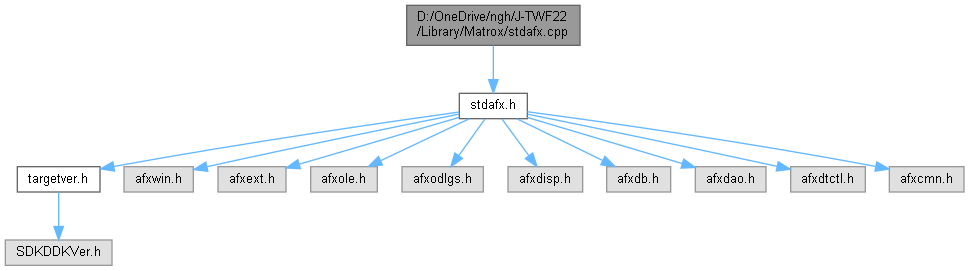 D:/OneDrive/ngh/J-TWF22
/Library/Matrox/stdafx.cpp
stdafx.h
targetver.h
afxwin.h
afxext.h
afxole.h
afxodlgs.h
afxdisp.h
afxdb.h
afxdao.h
afxdtctl.h
afxcmn.h
SDKDDKVer.h